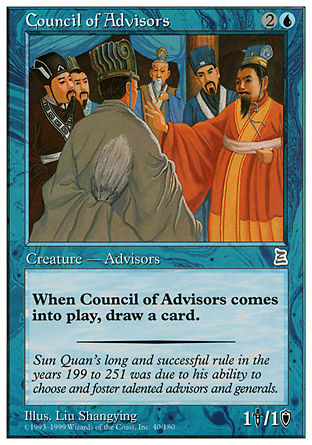 Council of Advisors 2
Creature — Advisors
When Council of Advisors comes
into play, draw a card.
Sun Quan's long and successful rule in the
years 199 to 251 was due to his ability to
choose and foster talented advisors and generals.
Illus. Liu Shangying
©1993-1999 Wizards of the Coast, Inc. 40/180
1/1